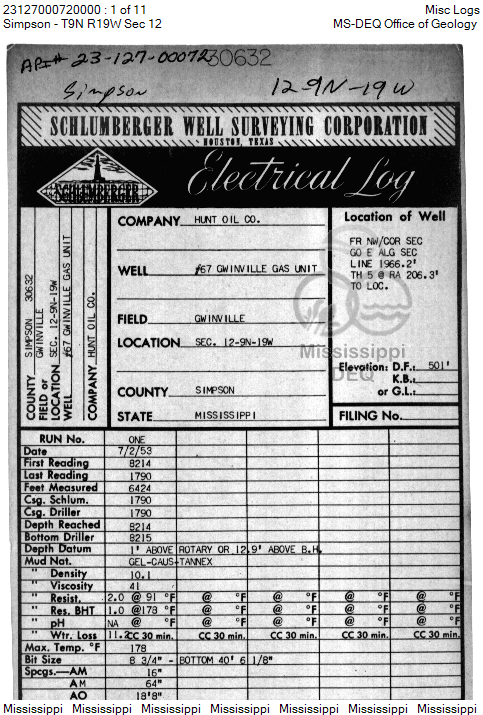 23127000720000 : 1 of 11 Misc Logs
Simpson - T9N R19W Sec 12 MS-DEQ Office of Geology
API# 23-127-00072 30632
Simpson 12-9N-19W
SCHLUMBERGER WELL SURVEYING CORPORATION
HOUSTON, TEXAS
SCHLUMBERGER
Electrical Log
COUNTY SIMPSON 30632
FIELD or GWINVILLE
LOCATION SEC. 12-9N-19W
WELL #67 GWINVILLE GAS UNIT
COMPANY HUNT OIL CO.
COMPANY HUNT OIL CO.
WELL #67 GWINVILLE GAS UNIT
FIELD GWINVILLE
LOCATION SEC. 12-9N-19W
COUNTY SIMPSON
STATE MISSISSIPPI
Location of Well
FR NW/COR SEC
GO E ALG SEC
LINE 1966.2'
TH S @ RA 206.3'
TO LOC.
Mississippi
DEQ
Elevation: D.F.: 501'
K.B.:
or G.L.:
FILING No.
RUN No. ONE
Date 7/2/53
First Reading 8214
Last Reading 1790
Feet Measured 6424
Csg. Schlum. 1790
Csg. Driller 1790
Depth Reached 8214
Bottom Driller 8215
Depth Datum 1' ABOVE ROTARY OR 12.9' ABOVE B.H.
Mud Nat. GEL-CAUS-TANNEX
" Density 10.1
" Viscosity 41
" Resist. 2.0 @ 91 °F @ °F @ °F @ °F @ °F
" Res. BHT 1.0 @178 °F @ °F @ °F @ °F @ °F
" pH NA @ °F @ °F @ °F @ °F @ °F
" Wtr. Loss 11.2 CC 30 min. CC 30 min. CC 30 min. CC 30 min. CC 30 min.
Max. Temp. °F 178
Bit Size 8 3/4" - BOTTOM 40' 6 1/8"
Spcgs.—AM 16"
AM 64"
AO 18'8"
Mississippi Mississippi Mississippi Mississippi Mississippi Mississippi Mississippi